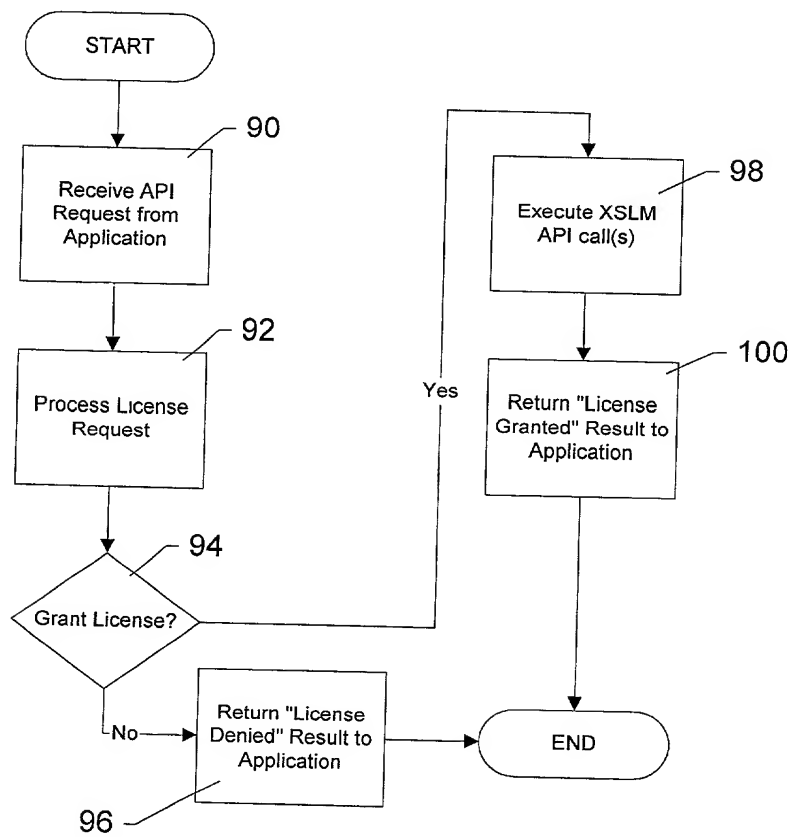 START
90
Receive API
Request from
Application
92
Process License
Request
94
Grant License?
No
Return "License
Denied" Result to
Application
96
Yes
98
Execute XSLM
API call(s)
100
Return "License
Granted" Result to
Application
END